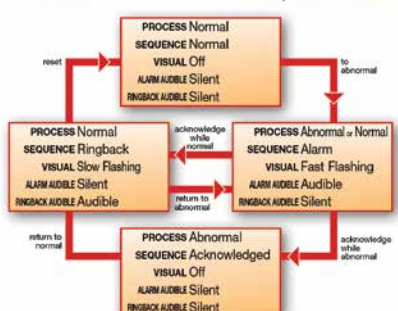 PROCESS Normal
SEQUENCE Normal
VISUAL Off
ALARM AUDIBLE Silent
RINGBACK AUDIBLE Silent
reset
to
abnormal
PROCESS Normal
SEQUENCE Ringback
VISUAL Slow Flashing
ALARM AUDIBLE Silent
RINGBACK AUDIBLE Audible
acknowledge
while
normal
return to
abnormal
PROCESS Abnormal or Normal
SEQUENCE Alarm
VISUAL Fast Flashing
ALARM AUDIBLE Audible
RINGBACK AUDIBLE Silent
return to
normal
acknowledge
while
abnormal
PROCESS Abnormal
SEQUENCE Acknowledged
VISUAL Off
ALARM AUDIBLE Silent
RINGBACK AUDIBLE Silent